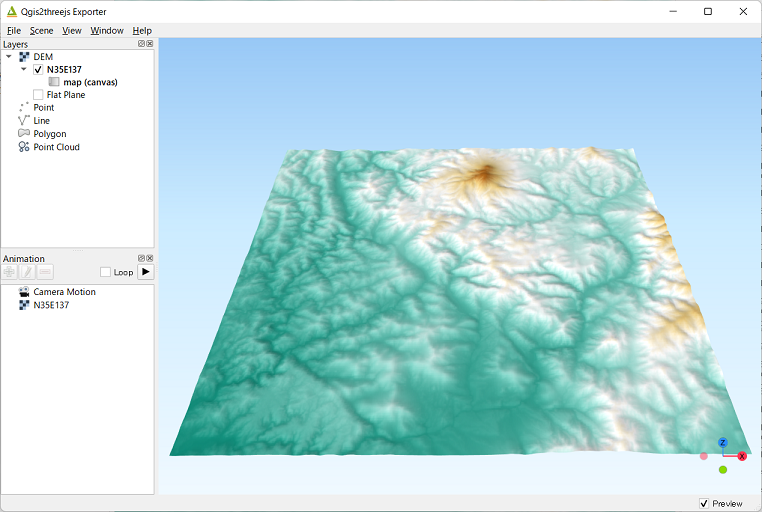 Qgis2threejs Exporter
File Scene View Window Help
Layers
DEM
N35E137
map (canvas)
Flat Plane
Point
Line
Polygon
Point Cloud
Animation
Loop
Camera Motion
N35E137
Z
X
Preview